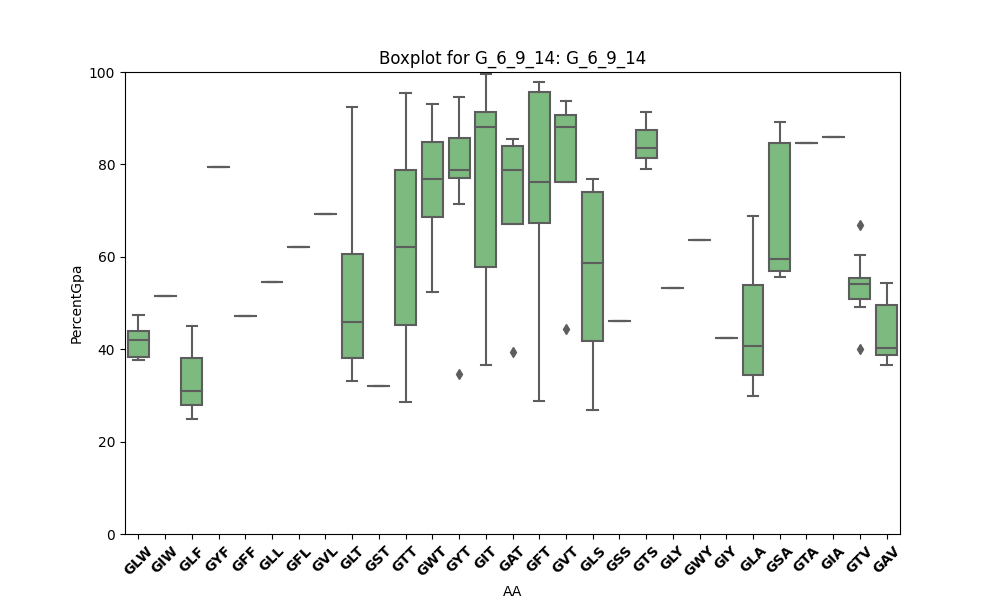 Boxplot for G_6_9_14: G_6_9_14
100
80
60
40
20
0
PercentGpa
GLW GIW GLF GYF GFF GLL GFL GVL GLT GST GTT GWT GYT GIT GAT GFT GVT GLS GSS GTS GLY GWY GIY GLA GSA GTA GIA GTV GAV
AA